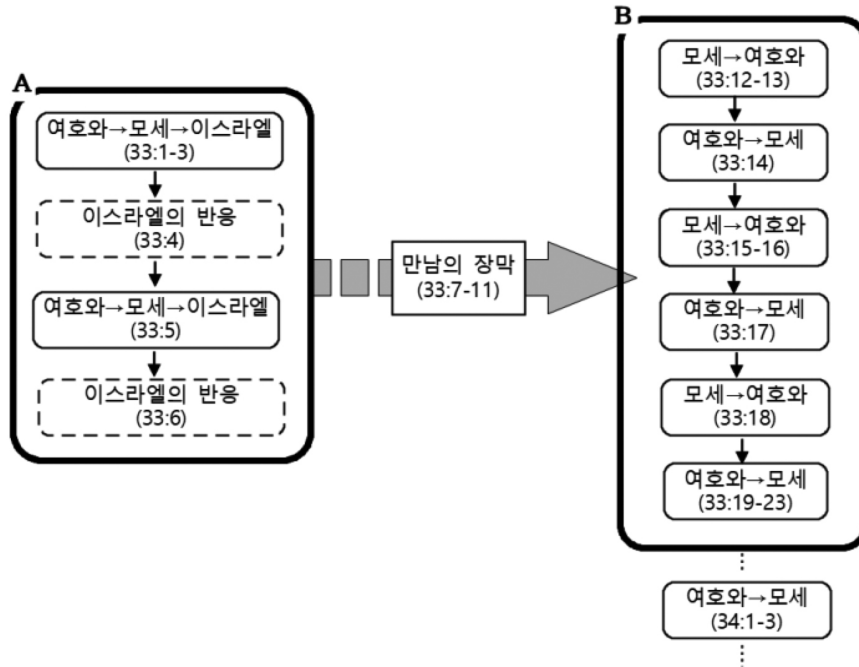 A
여호와→모세→이스라엘
(33:1-3)
이스라엘의 반응
(33:4)
여호와→모세→이스라엘
(33:5)
이스라엘의 반응
(33:6)
만남의 장막
(33:7-11)
B
모세→여호와
(33:12-13)
여호와→모세
(33:14)
모세→여호와
(33:15-16)
여호와→모세
(33:17)
모세→여호와
(33:18)
여호와→모세
(33:19-23)
여호와→모세
(34:1-3)